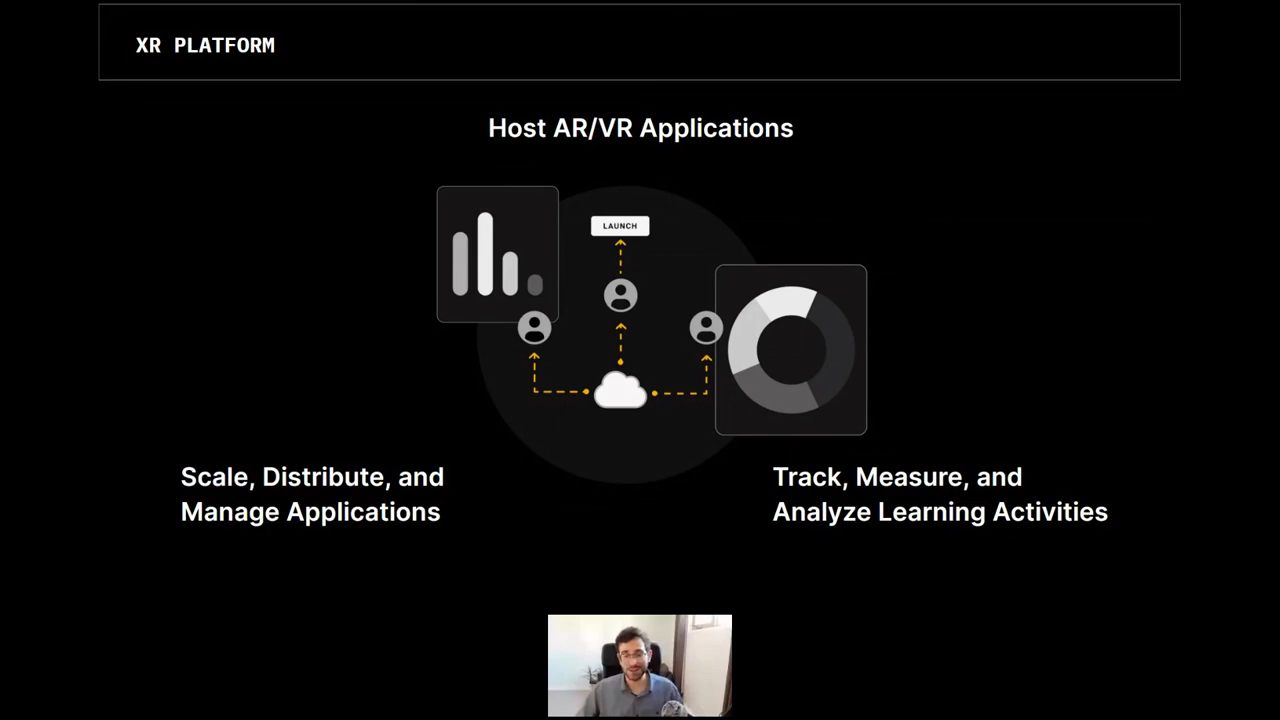 XR PLATFORM
Host AR/VR Applications
LAUNCH
Scale, Distribute, and
Manage Applications
Track, Measure, and
Analyze Learning Activities